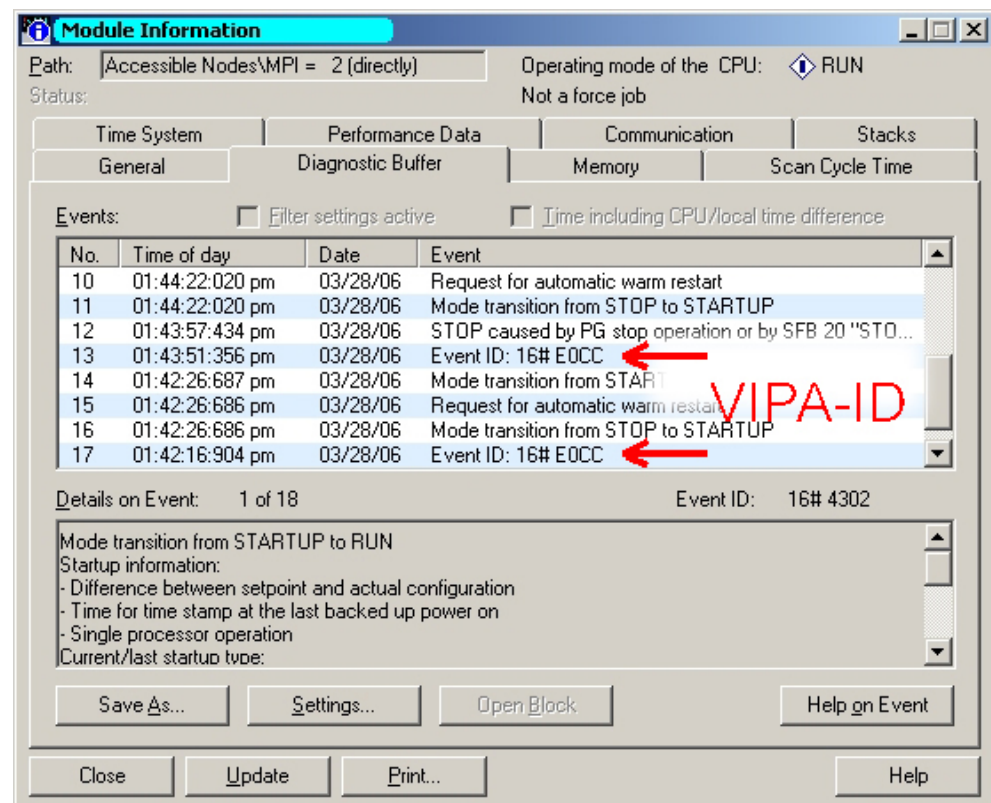 Module Information
Path: Accessible Nodes\MPI = 2 (directly) Operating mode of the CPU: RUN
Status: Not a force job
Time System Performance Data Communication Stacks
General Diagnostic Buffer Memory Scan Cycle Time
Events: Filter settings active Time including CPU/local time difference
No. Time of day Date Event
10 01:44:22:020 pm 03/28/06 Request for automatic warm restart
11 01:44:22:020 pm 03/28/06 Mode transition from STOP to STARTUP
12 01:43:57:434 pm 03/28/06 STOP caused by PG stop operation or by SFB 20 "STO...
13 01:43:51:356 pm 03/28/06 Event ID: 16# E0CC
14 01:42:26:687 pm 03/28/06 Mode transition from START
15 01:42:26:686 pm 03/28/06 Request for automatic warm restart
VIPA-ID
16 01:42:26:686 pm 03/28/06 Mode transition from STOP to STARTUP
17 01:42:16:904 pm 03/28/06 Event ID: 16# E0CC
Details on Event: 1 of 18 Event ID: 16# 4302
Mode transition from STARTUP to RUN
Startup information:
- Difference between setpoint and actual configuration
- Time for time stamp at the last backed up power on
- Single processor operation
Current/last startup type:
Save As... Settings... Open Block Help on Event
Close Update Print... Help